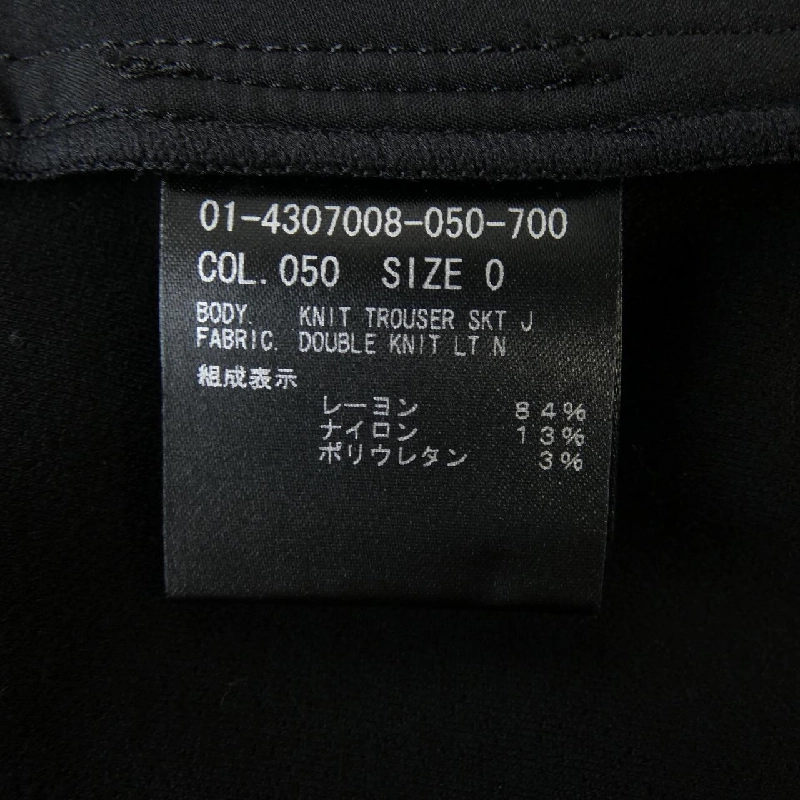 01-4307008-050-700
COL. 050 SIZE 0
BODY. KNIT TROUSER SKT J
FABRIC. DOUBLE KNIT LT N
組成表示
レーヨン 84%
ナイロン 13%
ポリウレタン 3%